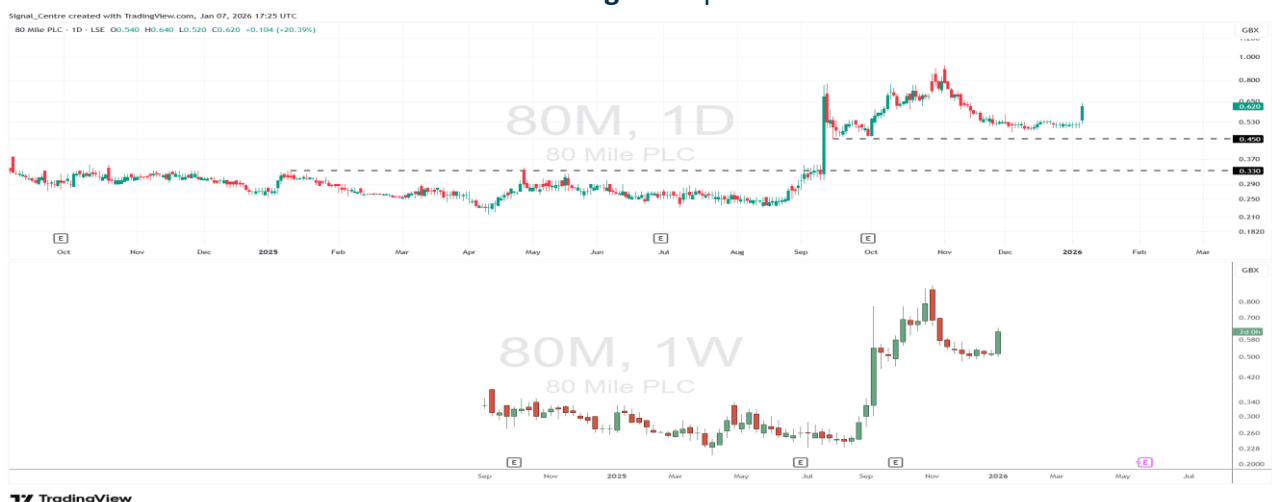 Signal_Centre created with TradingView.com, Jan 07, 2026 17:25 UTC
80 Mile PLC · 1D · LSE O0.540 H0.640 L0.520 C0.620 +0.104 (+20.39%)
GBX
1.000
0.800
0.650
0.620
0.530
0.450
0.370
0.330
0.290
0.250
0.210
0.1820
80M, 1D
80 Mile PLC
E E E
Oct Nov Dec 2025 Feb Mar Apr May Jun Jul Aug Sep Oct Nov Dec 2026 Feb Mar
GBX
0.800
0.700
2d 0h
0.580
0.500
0.420
0.340
0.300
0.260
0.228
0.2000
80M, 1W
80 Mile PLC
E E E E
Sep Nov 2025 Mar May Jul Sep Nov 2026 Mar May Jul
TradingView